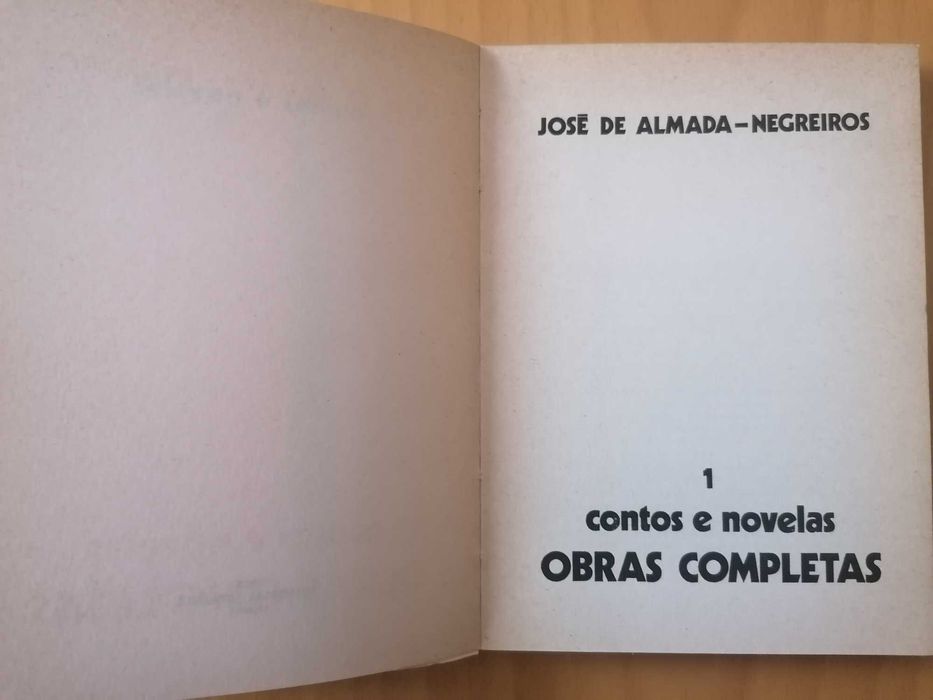 JOSÉ DE ALMADA-NEGREIROS
1
contos e novelas
OBRAS COMPLETAS